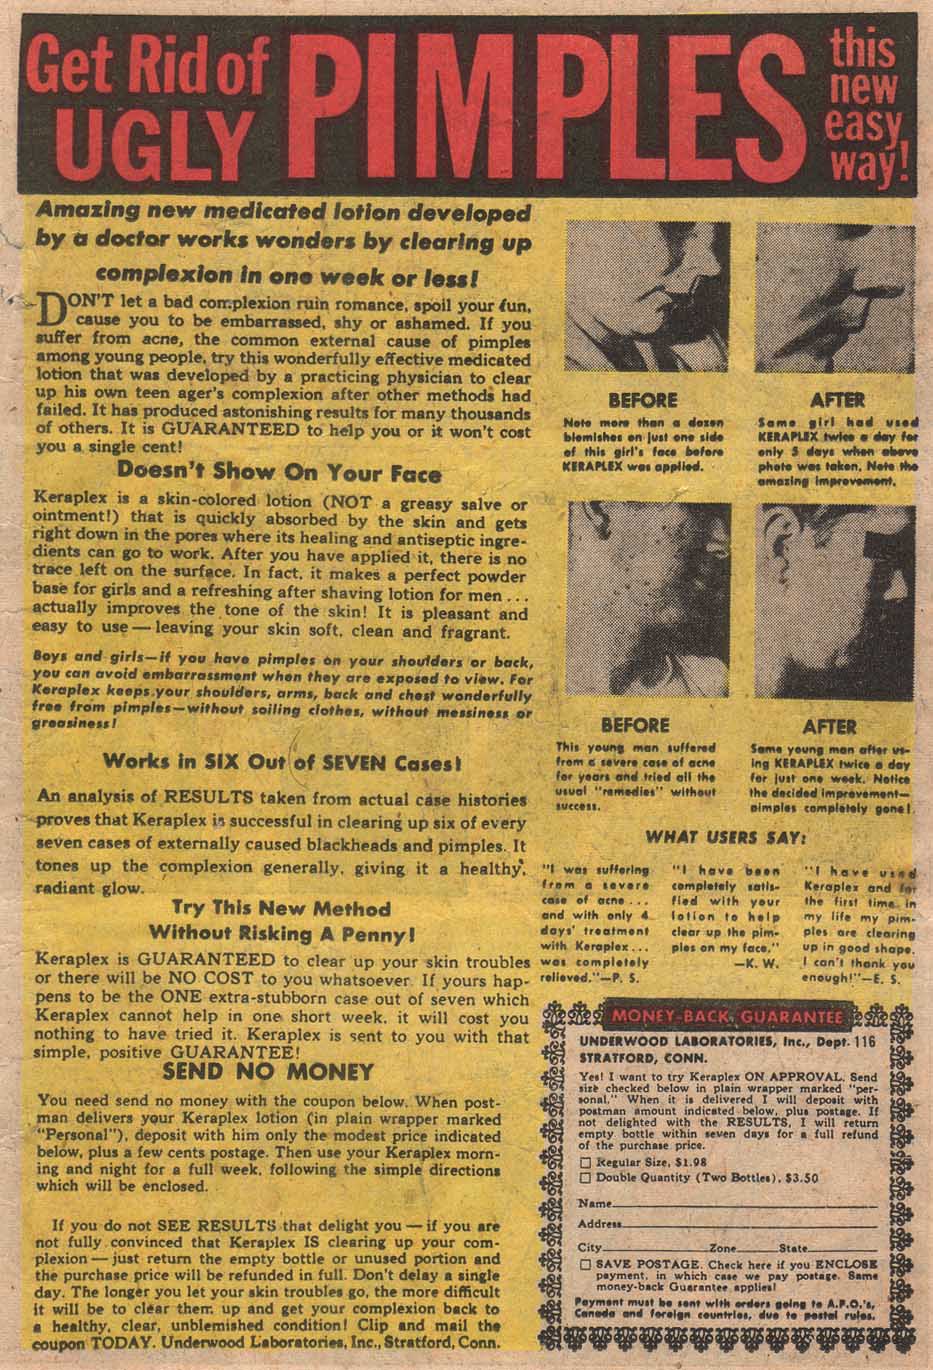 Get Rid of
UGLY
PIMPLES
this
new
easy
way!
Amazing new medicated lotion developed
by a doctor works wonders by clearing up
complexion in one week or less!
DON'T let a bad complexion ruin romance, spoil your fun,
cause you to be embarrassed, shy or ashamed. If you
suffer from acne, the common external cause of pimples
among young people, try this wonderfully effective medicated
lotion that was developed by a practicing physician to clear
up his own teen ager's complexion after other methods had
failed. It has produced astonishing results for many thousands
of others. It is GUARANTEED to help you or it won't cost
you a single cent!
Doesn't Show On Your Face
Keraplex is a skin-colored lotion (NOT a greasy salve or
ointment!) that is quickly absorbed by the skin and gets
right down in the pores where its healing and antiseptic ingre-
dients can go to work. After you have applied it, there is no
trace left on the surface. In fact, it makes a perfect powder
base for girls and a refreshing after shaving lotion for men ...
actually improves the tone of the skin! It is pleasant and
easy to use — leaving your skin soft, clean and fragrant.
Boys and girls—if you have pimples on your shoulders or back,
you can avoid embarrassment when they are exposed to view. For
Keraplex keeps your shoulders, arms, back and chest wonderfully
free from pimples—without soiling clothes, without messiness or
greasiness!
Works in SIX Out of SEVEN Cases!
An analysis of RESULTS taken from actual case histories
proves that Keraplex is successful in clearing up six of every
seven cases of externally caused blackheads and pimples. It
tones up the complexion generally, giving it a healthy,
radiant glow.
Try This New Method
Without Risking A Penny!
Keraplex is GUARANTEED to clear up your skin troubles
or there will be NO COST to you whatsoever. If yours hap-
pens to be the ONE extra-stubborn case out of seven which
Keraplex cannot help in one short week, it will cost you
nothing to have tried it. Keraplex is sent to you with that
simple, positive GUARANTEE!
SEND NO MONEY
You need send no money with the coupon below. When post-
man delivers your Keraplex lotion (in plain wrapper marked
"Personal"), deposit with him only the modest price indicated
below, plus a few cents postage. Then use your Keraplex morn-
ing and night for a full week, following the simple directions
which will be enclosed.
If you do not SEE RESULTS that delight you — if you are
not fully convinced that Keraplex IS clearing up your com-
plexion — just return the empty bottle or unused portion and
the purchase price will be refunded in full. Don't delay a single
day. The longer you let your skin troubles go, the more difficult
it will be to clear them up and get your complexion back to
a healthy, clear, unblemished condition! Clip and mail the
coupon TODAY. Underwood Laboratories, Inc., Stratford, Conn.
BEFORE
Note more than a dozen
blemishes on just one side
of this girl's face before
KERAPLEX was applied.
AFTER
Same girl had used
KERAPLEX twice a day for
only 5 days when above
photo was taken. Note the
amazing improvement.
BEFORE
This young man suffered
from a severe case of acne
for years and tried all the
usual "remedies" without
success.
AFTER
Same young man after us-
ing KERAPLEX twice a day
for just one week. Notice
the decided improvement—
pimples completely gone!
WHAT USERS SAY:
"I was suffering
from a severe
case of acne ...
and with only 4
days' treatment
with Keraplex ...
was completely
relieved."—P. S.
"I have been
completely satis-
fied with your
lotion to help
clear up the pim-
ples on my face."
—K. W.
"I have used
Keraplex and for
the first time in
my life my pim-
ples are clearing
up in good shape.
I can't thank you
enough!"—E. S.
MONEY-BACK GUARANTEE
UNDERWOOD LABORATORIES, Inc., Dept. 116
STRATFORD, CONN.
Yes! I want to try Keraplex ON APPROVAL. Send
size checked below in plain wrapper marked "per-
sonal." When it is delivered I will deposit with
postman amount indicated below, plus postage. If
not delighted with the RESULTS, I will return
empty bottle within seven days for a full refund
of the purchase price.
Regular Size, $1.98
Double Quantity (Two Bottles), $3.50
Name
Address
City Zone State
SAVE POSTAGE. Check here if you ENCLOSE
payment, in which case we pay postage. Same
money-back Guarantee applies!
Payment must be sent with orders going to A.P.O.'s,
Canada and foreign countries, due to postal rules.